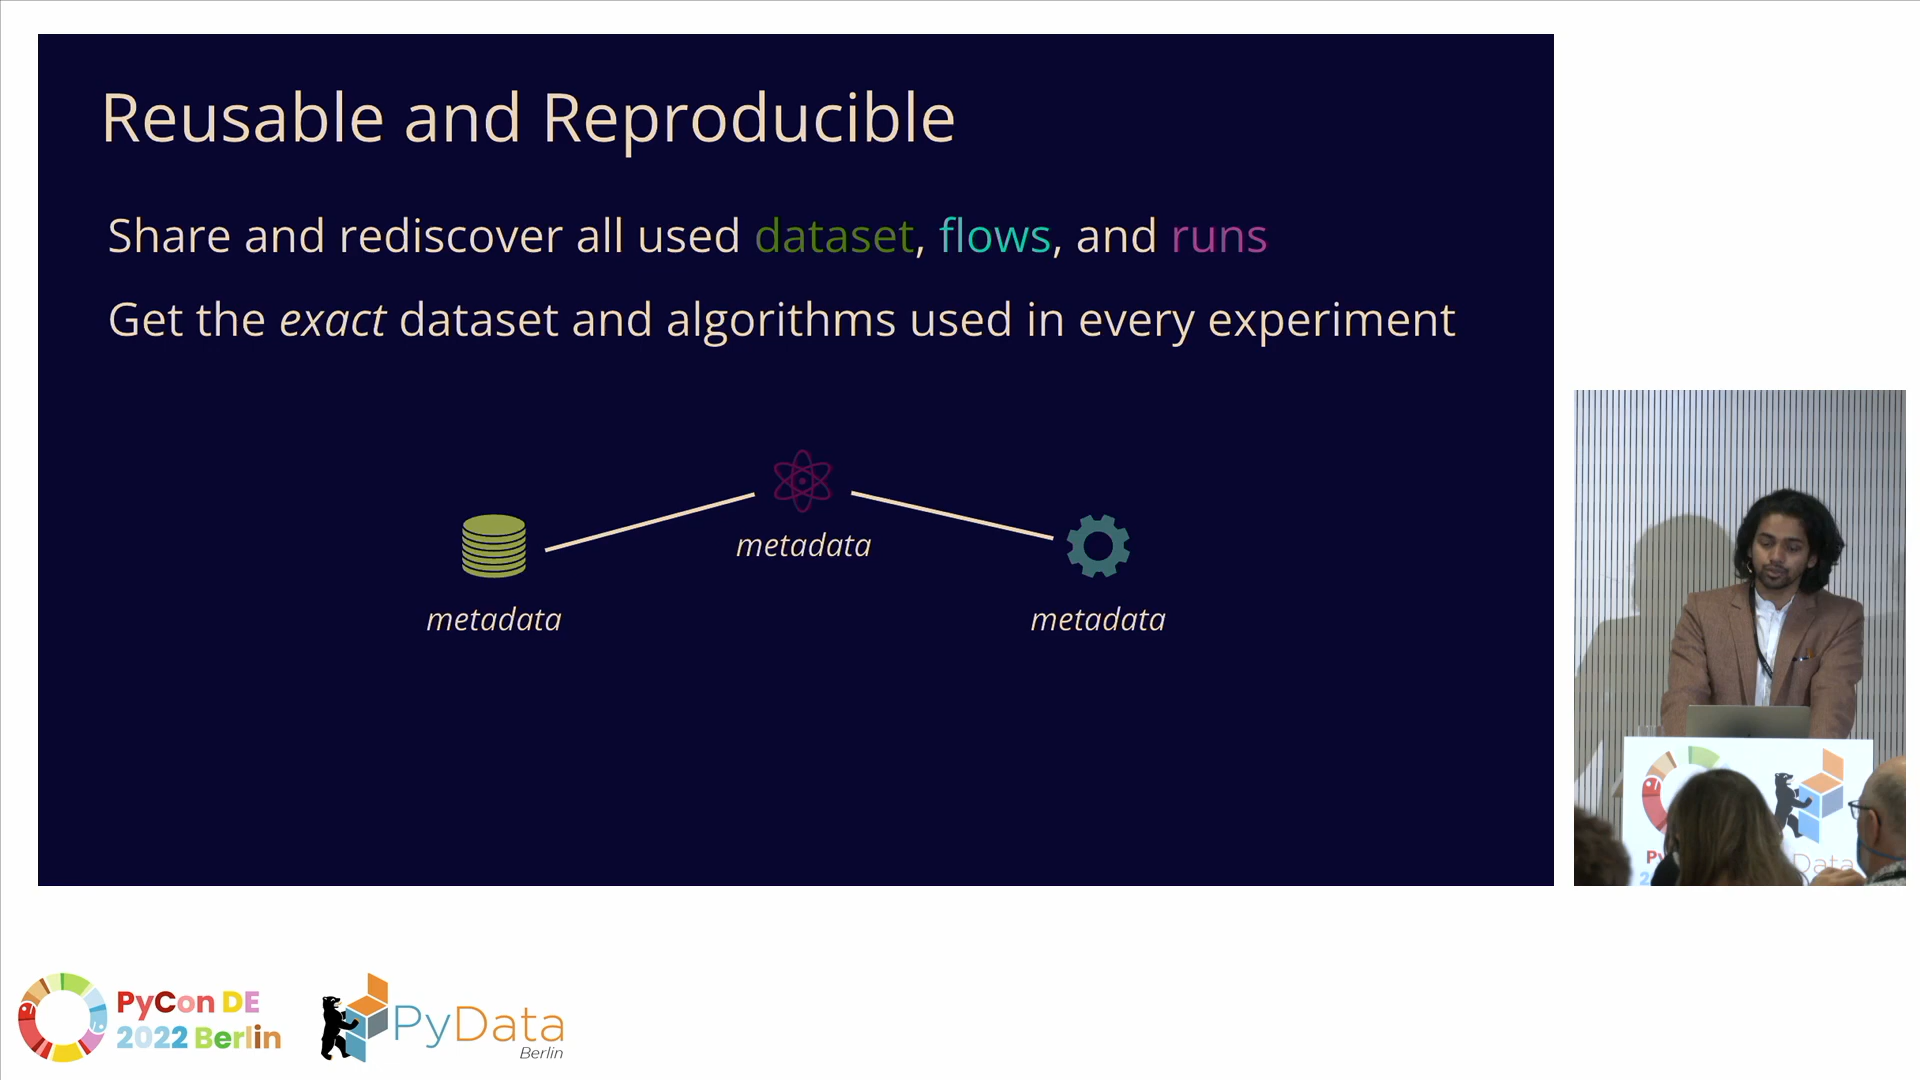 Reusable and Reproducible
Share and rediscover all used dataset, flows, and runs
Get the exact dataset and algorithms used in every experiment
metadata
metadata
metadata
Data
PyCon DE
2022 Berlin
PyData
Berlin